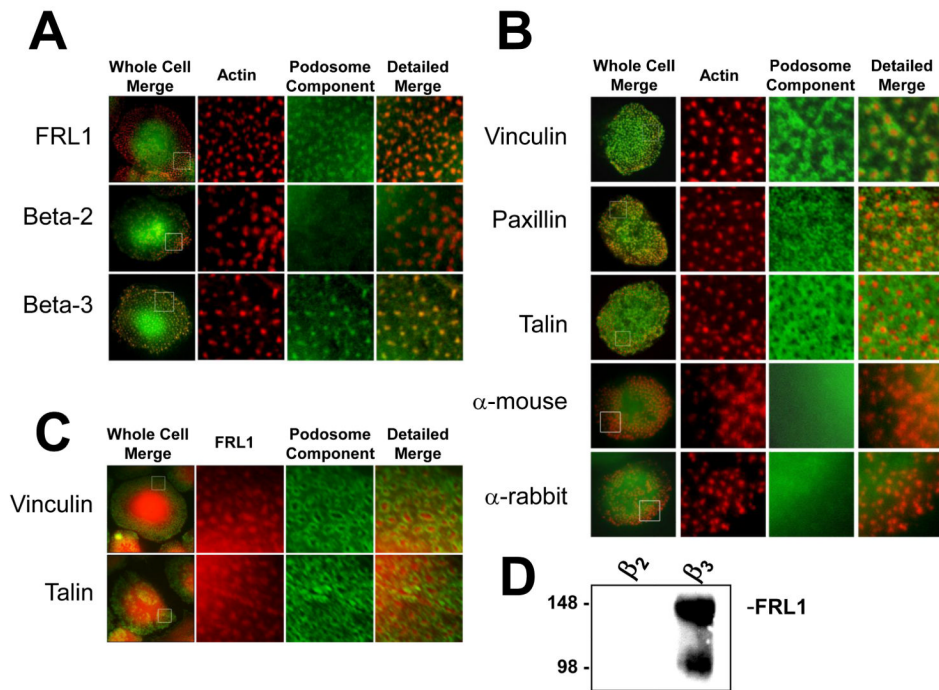 A
Whole Cell Merge Actin Podosome Component Detailed Merge
FRL1
Beta-2
Beta-3
B
Whole Cell Merge Actin Podosome Component Detailed Merge
Vinculin
Paxillin
Talin
α-mouse
α-rabbit
C
Whole Cell Merge FRL1 Podosome Component Detailed Merge
Vinculin
Talin
D
β2 β3
148 - -FRL1
98 -